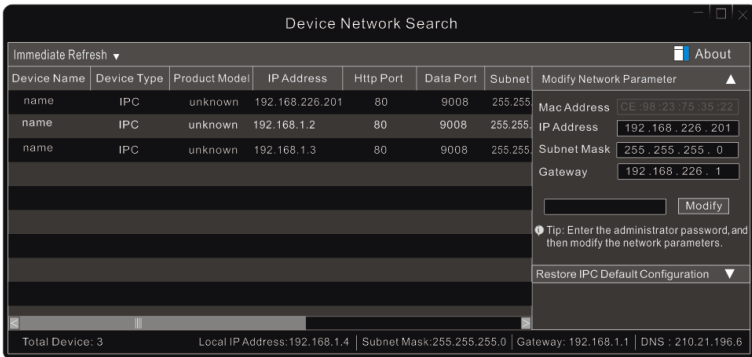 Device Network Search
Immediate Refresh ▼ About
Device Name Device Type Product Model IP Address Http Port Data Port Subnet
name IPC unknown 192.168.226.201 80 9008 255.255.
name IPC unknown 192.168.1.2 80 9008 255.255.
name IPC unknown 192.168.1.3 80 9008 255.255.
Modify Network Parameter ▲
Mac Address CE:98:23:75:35:22
IP Address 192.168.226.201
Subnet Mask 255.255.255.0
Gateway 192.168.226.1
Modify
Tip: Enter the administrator password,and
then modify the network parameters.
Restore IPC Default Configuration ▼
Total Device: 3 Local IP Address:192.168.1.4 Subnet Mask:255.255.255.0 Gateway: 192.168.1.1 DNS : 210.21.196.6